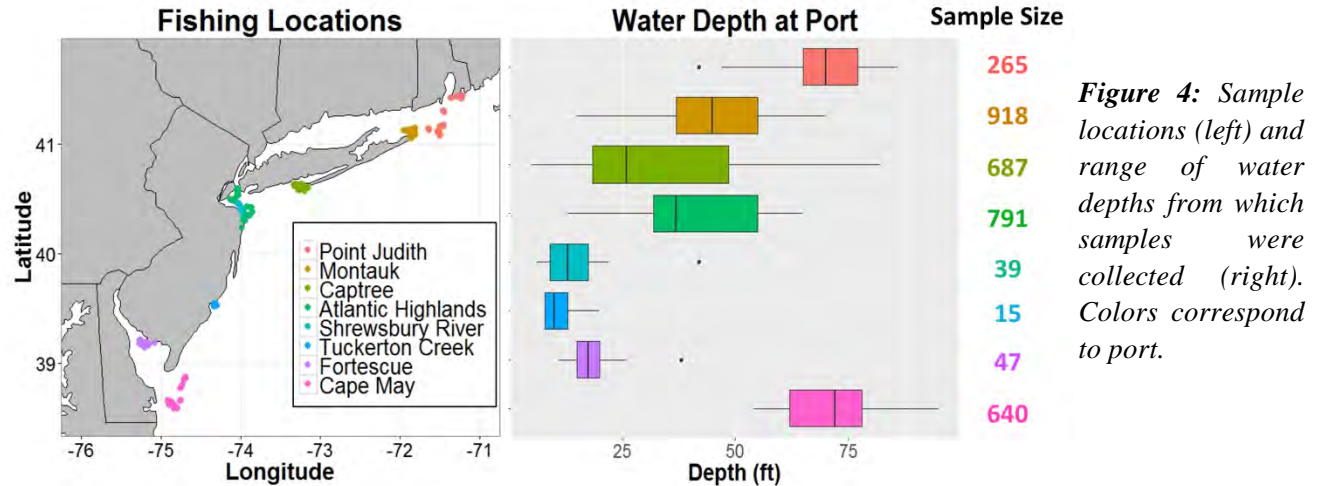 Fishing Locations
41
40
39
Latitude
-76 -75 -74 -73 -72 -71
Longitude
Point Judith
Montauk
Captree
Atlantic Highlands
Shrewsbury River
Tuckerton Creek
Fortescue
Cape May
Water Depth at Port
25 50 75
Depth (ft)
Sample Size
265
918
687
791
39
15
47
640
Figure 4: Sample
locations (left) and
range of water
depths from which
samples were
collected (right).
Colors correspond
to port.